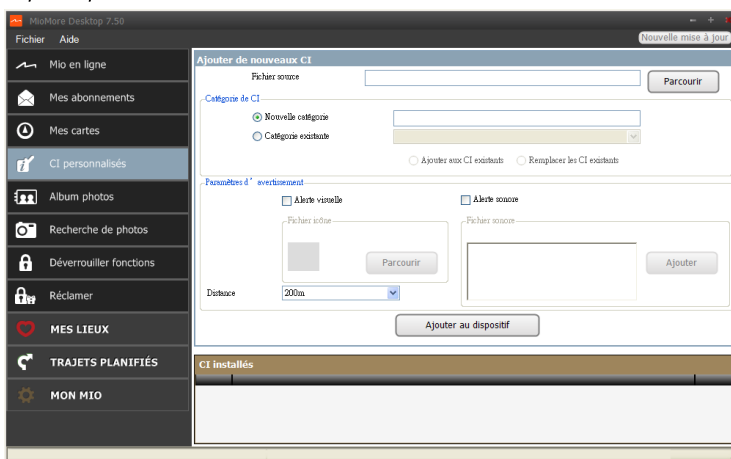 MioMore Desktop 7.50
Fichier Aide
Nouvelle mise à jour
Mio en ligne
Mes abonnements
Mes cartes
CI personnalisés
Album photos
Recherche de photos
Déverrouiller fonctions
Réclamer
MES LIEUX
TRAJETS PLANIFIÉS
MON MIO
Ajouter de nouveaux CI
Fichier source
Parcourir
Catégorie de CI
Nouvelle catégorie
Catégorie existante
Ajouter aux CI existants Remplacer les CI existants
Paramètres d' avertissement
Alerte visuelle
Alerte sonore
Fichier icône
Parcourir
Fichier sonore
Ajouter
Distance 200m
Ajouter au dispositif
CI installés